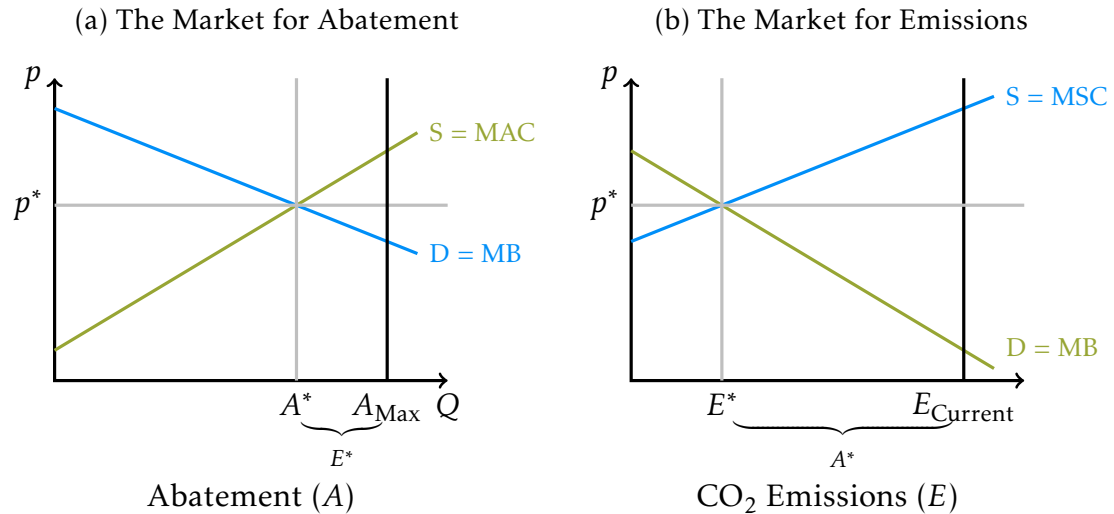 (a) The Market for Abatement
p
S = MAC
p*
D = MB
A*
A_Max
Q
E*
Abatement (A)
(b) The Market for Emissions
p
S = MSC
p*
D = MB
E*
E_Current
A*
CO₂ Emissions (E)